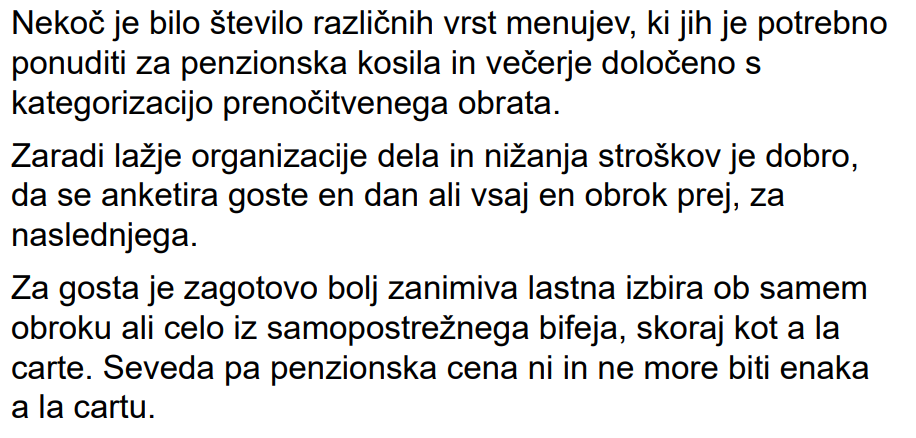 Nekoč je bilo število različnih vrst menujev, ki jih je potrebno
ponuditi za penzionska kosila in večerje določeno s
kategorizacijo prenočitvenega obrata.
Zaradi lažje organizacije dela in nižanja stroškov je dobro,
da se anketira goste en dan ali vsaj en obrok prej, za
naslednjega.
Za gosta je zagotovo bolj zanimiva lastna izbira ob samem
obroku ali celo iz samopostrežnega bifeja, skoraj kot a la
carte. Seveda pa penzionska cena ni in ne more biti enaka
a la cartu.